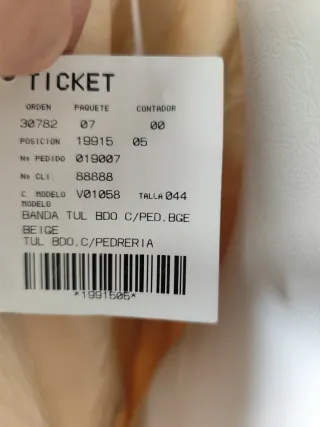 TICKET
ORDEN PAQUETE CONTADOR
30782 07 00
POSICION 19915 05
No PEDIDO 019007
No CLI. 88888
C MODELO V01058 TALLA 044
MODELO
BANDA TUL BDO C/PED.BGE
BEIGE
TUL BDO.C/PEDRERIA
*1991505*